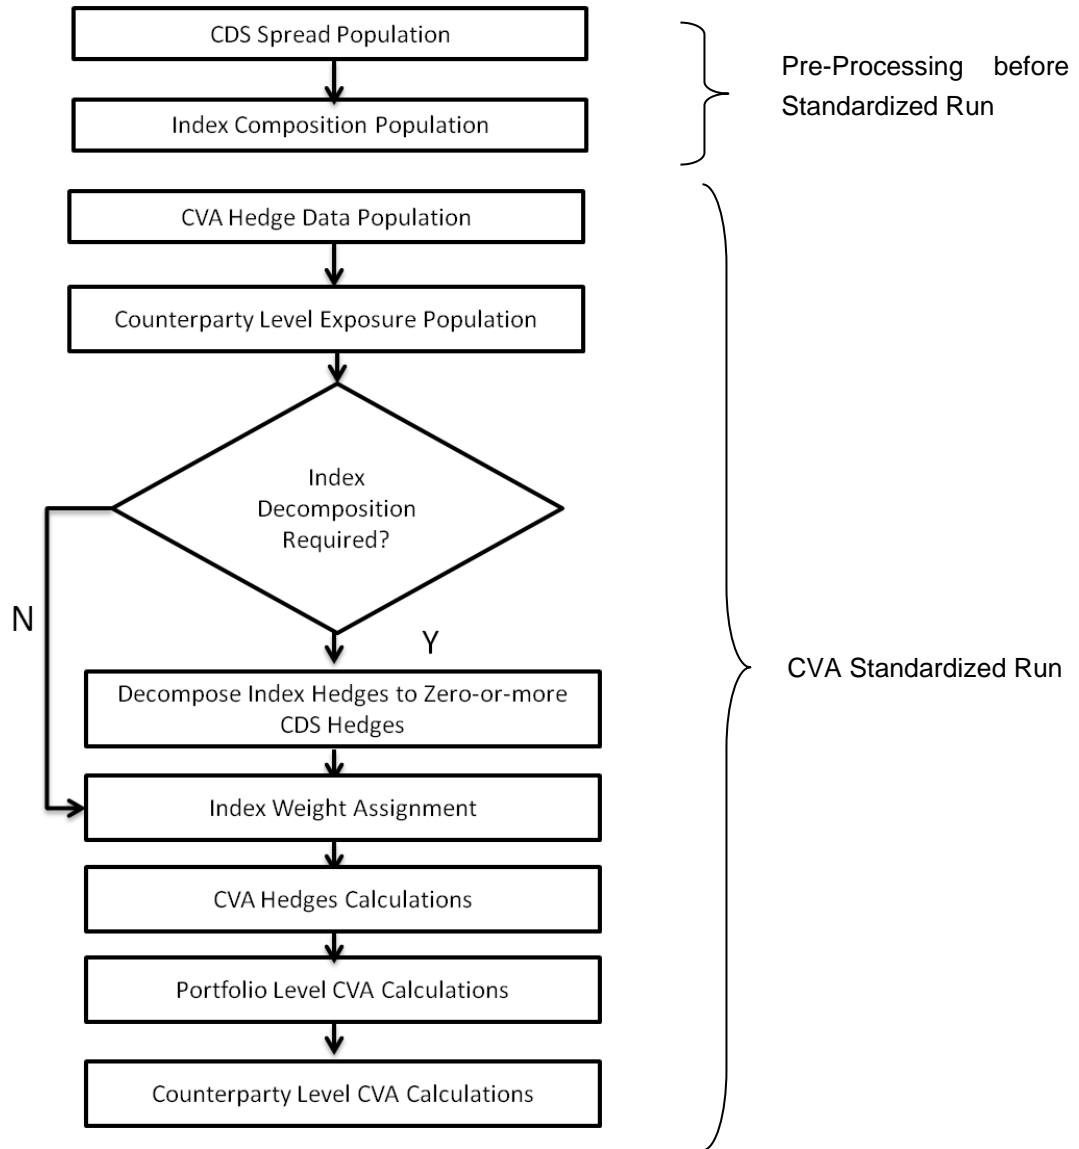 CDS Spread Population
Pre-Processing before
Standardized Run
Index Composition Population
CVA Hedge Data Population
Counterparty Level Exposure Population
Index
Decomposition
Required?
N
Y
CVA Standardized Run
Decompose Index Hedges to Zero-or-more
CDS Hedges
Index Weight Assignment
CVA Hedges Calculations
Portfolio Level CVA Calculations
Counterparty Level CVA Calculations